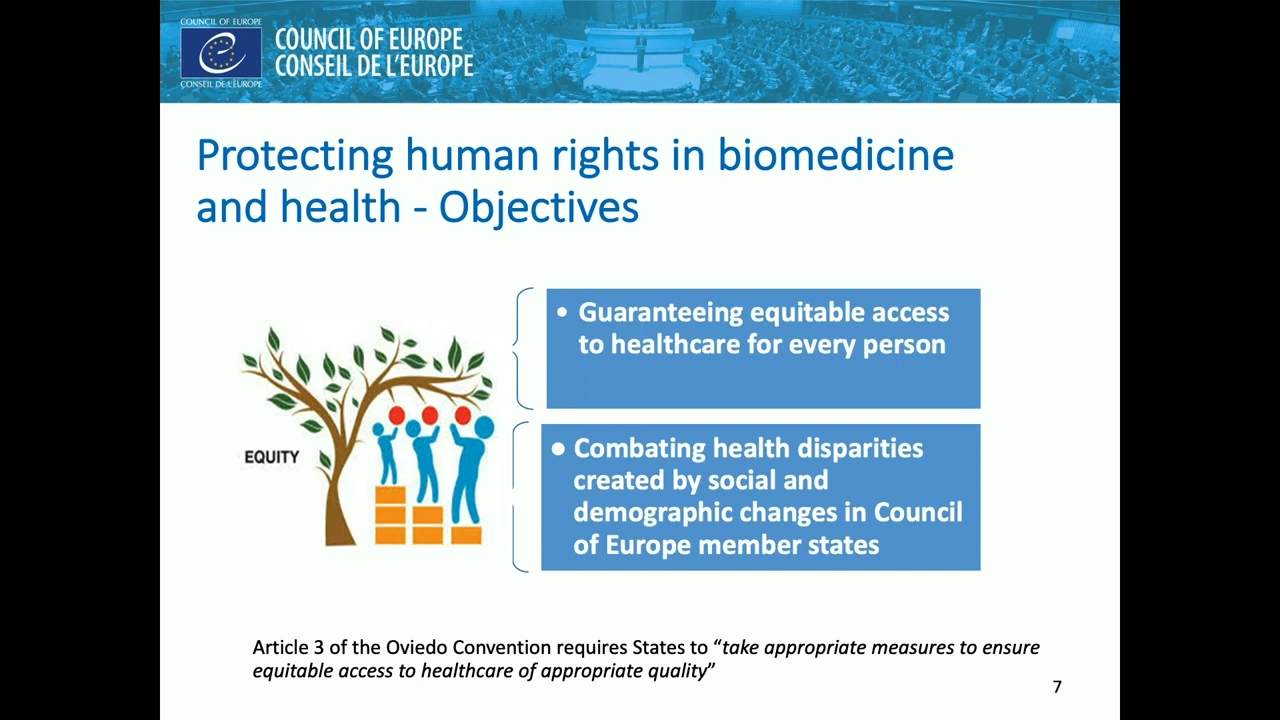 COUNCIL OF EUROPE
CONSEIL DE L'EUROPE
COUNCIL OF EUROPE
CONSEIL DE L'EUROPE
Protecting human rights in biomedicine
and health - Objectives
EQUITY
• Guaranteeing equitable access
to healthcare for every person
• Combating health disparities
created by social and
demographic changes in Council
of Europe member states
Article 3 of the Oviedo Convention requires States to “take appropriate measures to ensure
equitable access to healthcare of appropriate quality”
7